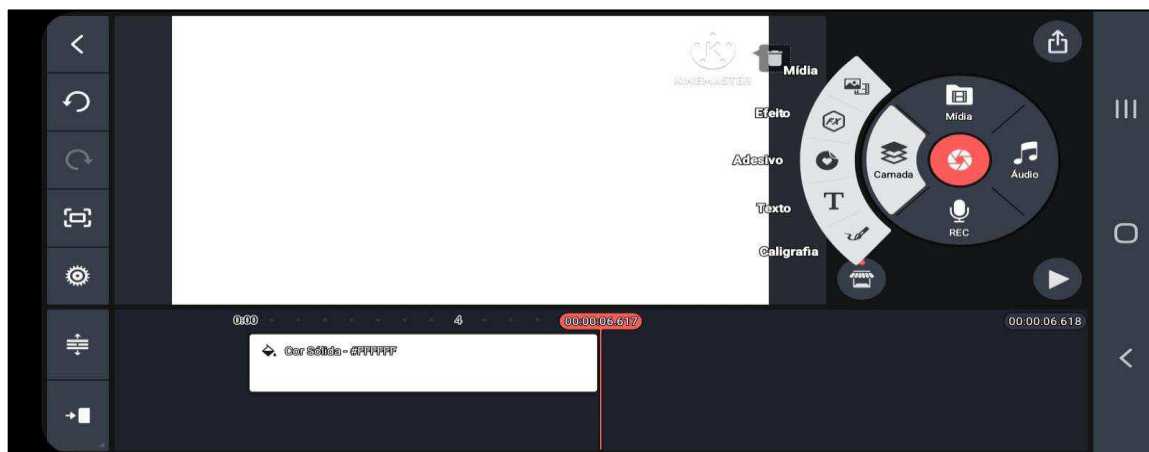 KINEMASTER
Mídia
Efeito
Adesivo
Texto
Caligrafia
Mídia
Camada
Áudio
REC
0:00
4
00:00:06.617
00:00:06.618
Cor Sólida - #FFFFFF